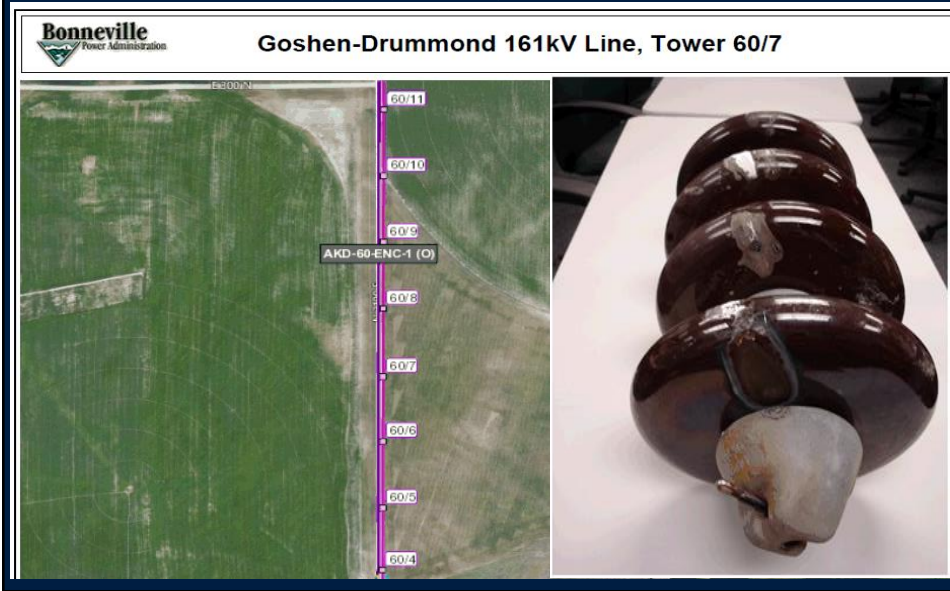 Bonneville
Power Administration
Goshen-Drummond 161kV Line, Tower 60/7
60/11
60/10
60/9
AKD-60-ENC-1 (O)
60/8
60/7
60/6
60/5
60/4